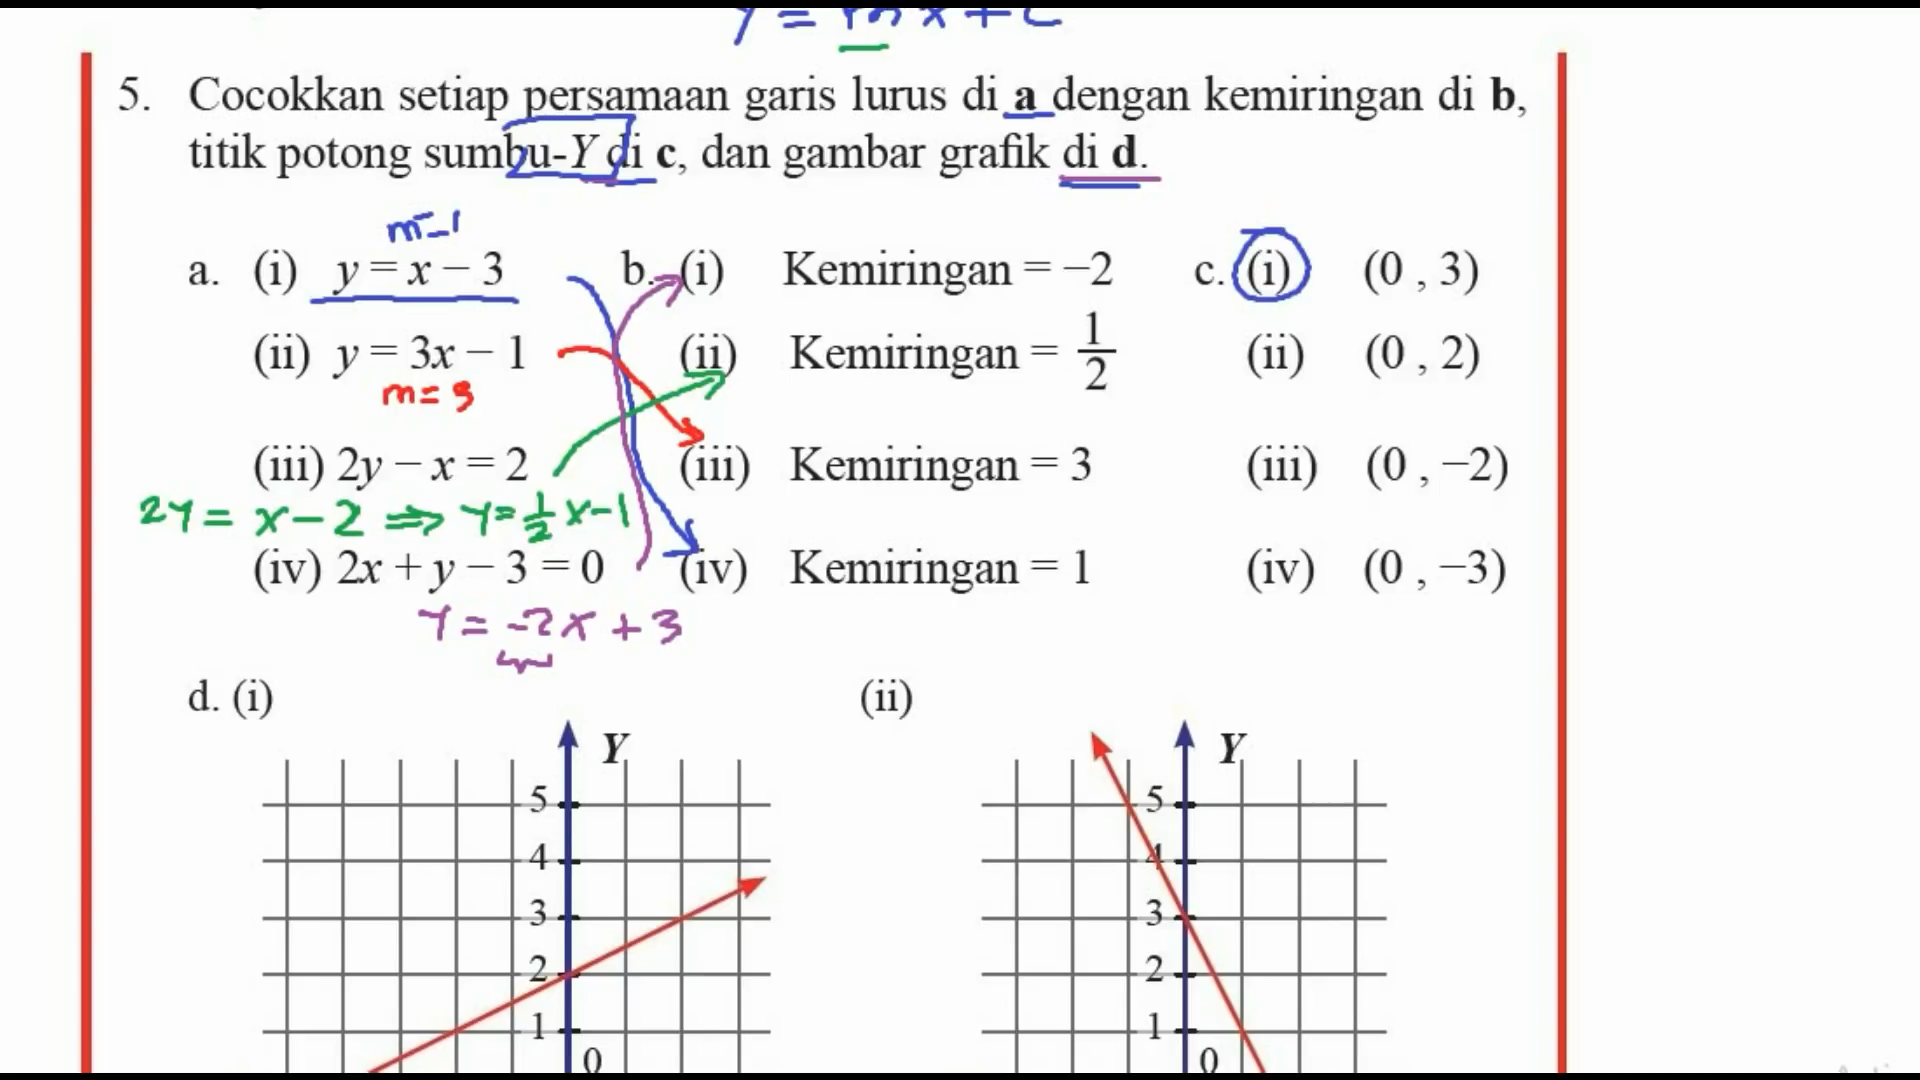 y = mx + c
5. Cocokkan setiap persamaan garis lurus di a dengan kemiringan di b,
titik potong sumbu-Y di c, dan gambar grafik di d.
m=1
a. (i) y = x − 3 b. (i) Kemiringan = −2 c. (i) (0 , 3)
(ii) y = 3x − 1 (ii) Kemiringan = 1/2 (ii) (0 , 2)
m = 3
(iii) 2y − x = 2 (iii) Kemiringan = 3 (iii) (0 , −2)
2y = x − 2 ⇒ y = 1/2 x − 1
(iv) 2x + y − 3 = 0 (iv) Kemiringan = 1 (iv) (0 , −3)
y = −2x + 3
d. (i) (ii)
Y Y
5 5
4 4
3 3
2 2
1 1
0 0